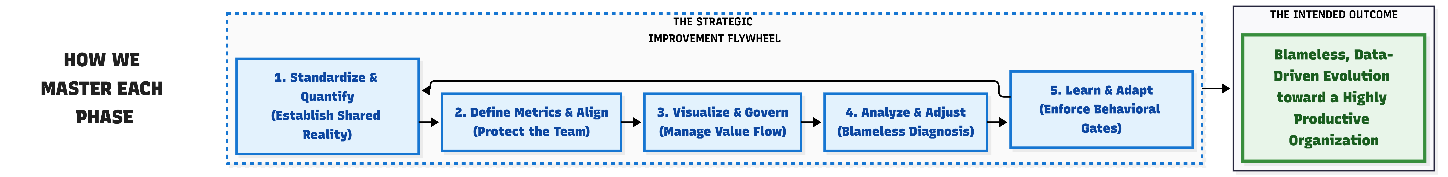 HOW WE
MASTER EACH
PHASE
THE STRATEGIC
IMPROVEMENT FLYWHEEL
1. Standardize &
Quantify
(Establish Shared
Reality)
2. Define Metrics & Align
(Protect the Team)
3. Visualize & Govern
(Manage Value Flow)
4. Analyze & Adjust
(Blameless Diagnosis)
5. Learn & Adapt
(Enforce Behavioral
Gates)
THE INTENDED OUTCOME
Blameless, Data-
Driven Evolution
toward a Highly
Productive
Organization